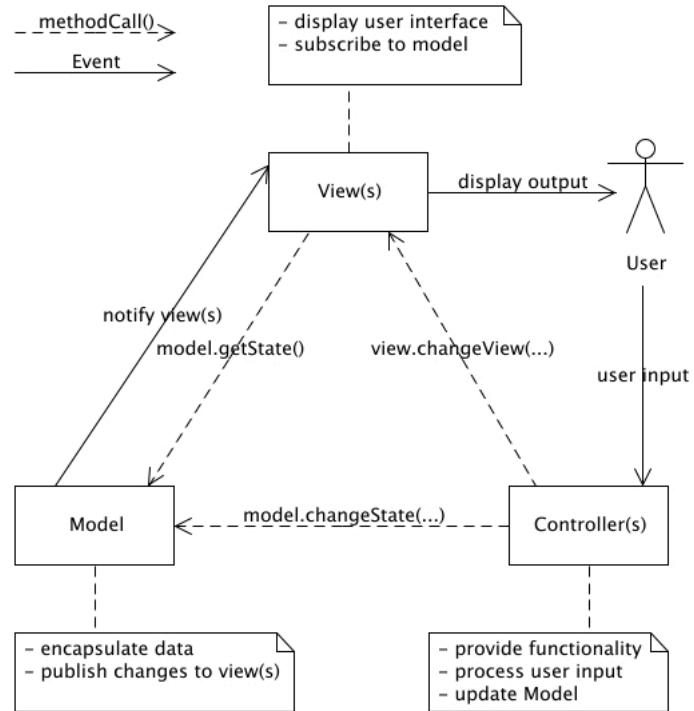 methodCall()
Event
- display user interface
- subscribe to model
View(s)
display output
User
notify view(s)
model.getState()
view.changeView(...)
user input
Model
model.changeState(...)
Controller(s)
- encapsulate data
- publish changes to view(s)
- provide functionality
- process user input
- update Model